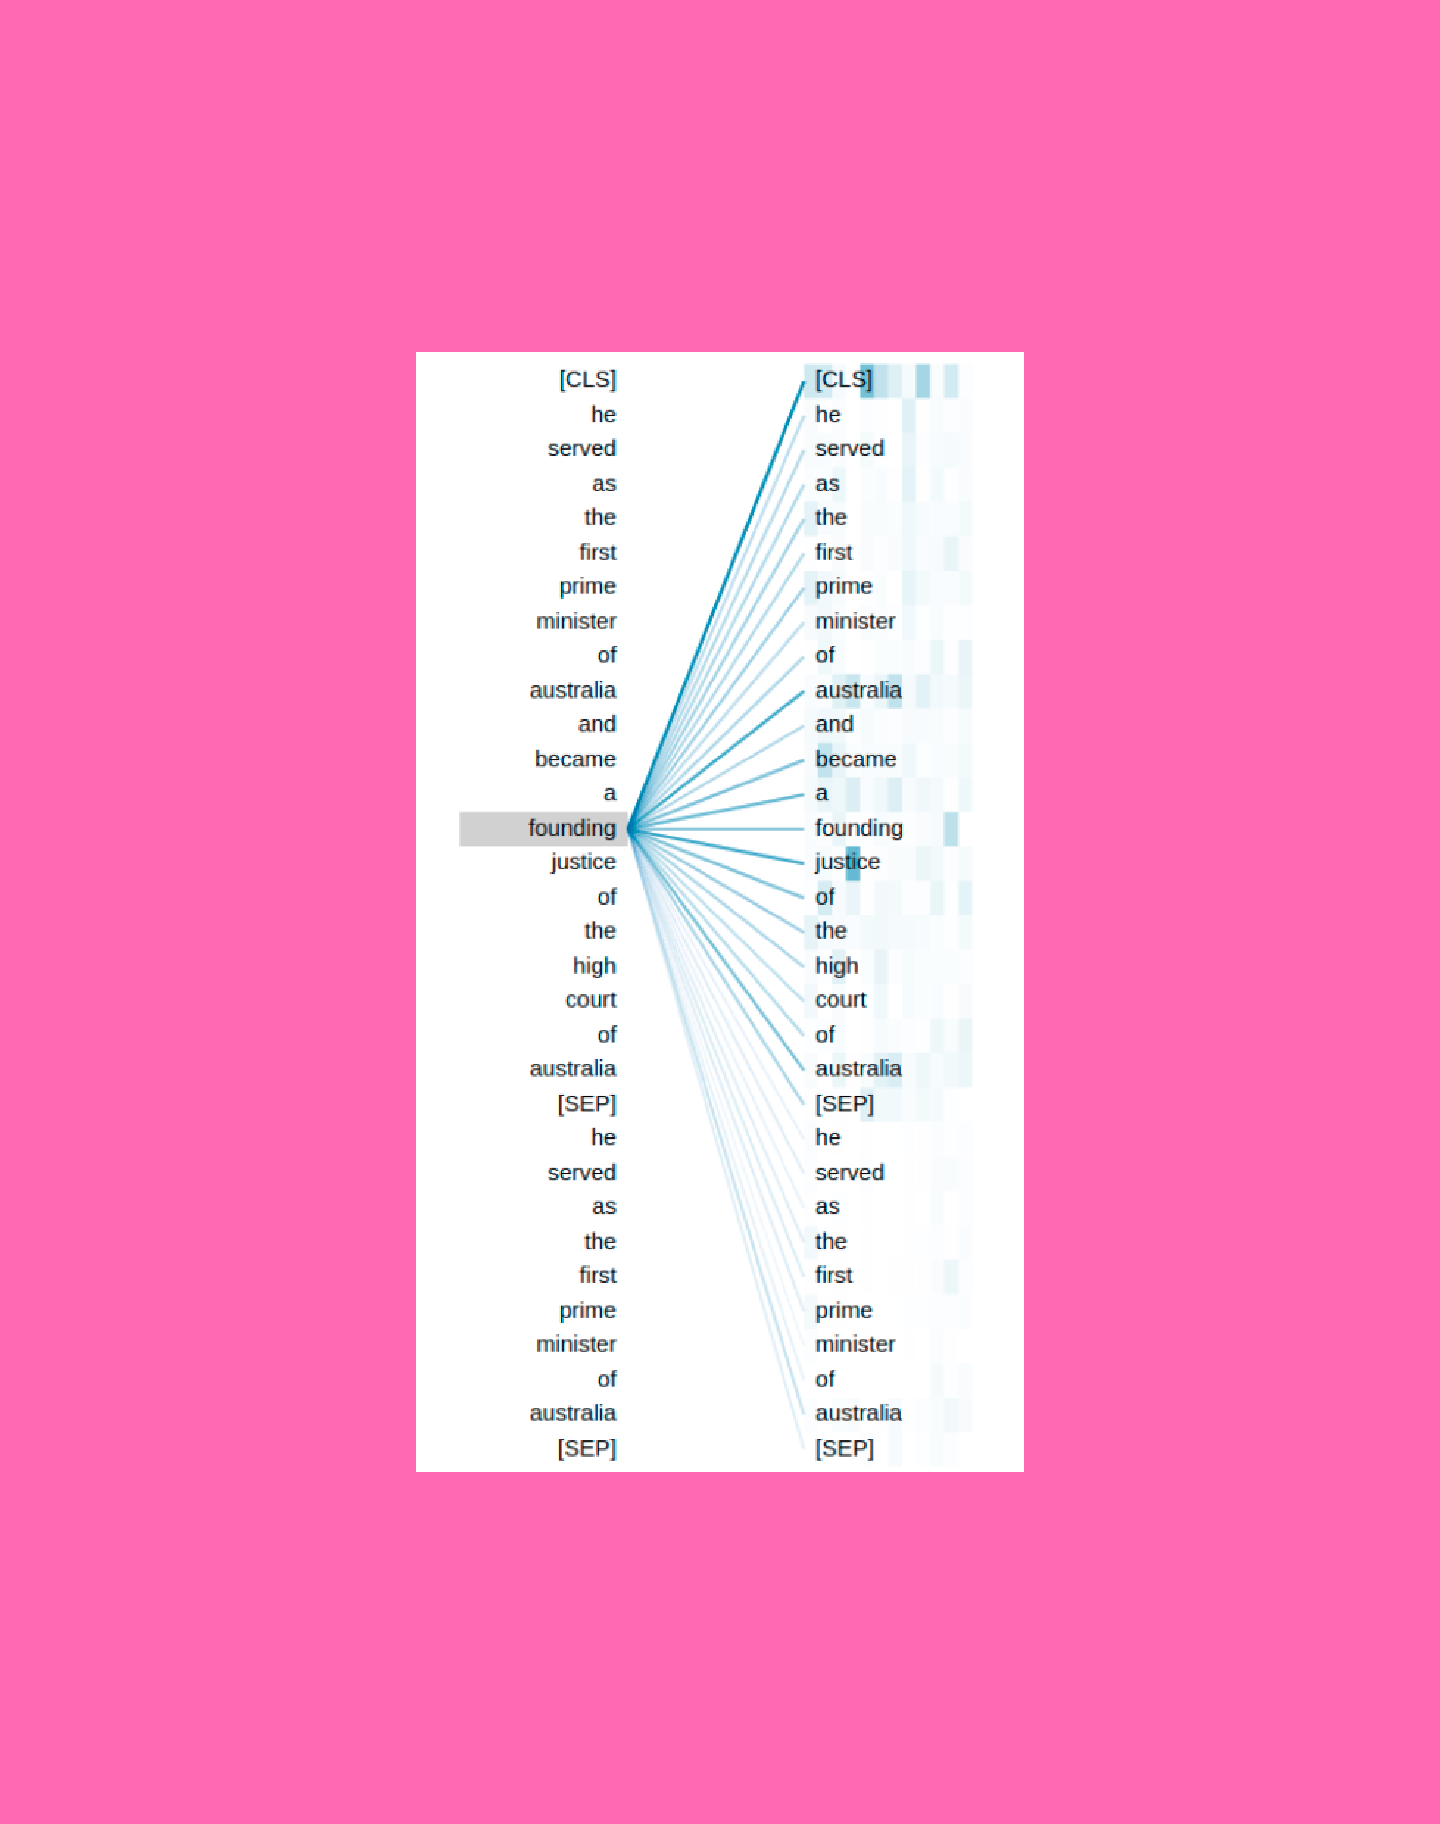 [CLS] [CLS]
he he
served served
as as
the the
first first
prime prime
minister minister
of of
australia australia
and and
became became
a a
founding founding
justice justice
of of
the the
high high
court court
of of
australia australia
[SEP] [SEP]
he he
served served
as as
the the
first first
prime prime
minister minister
of of
australia australia
[SEP] [SEP]